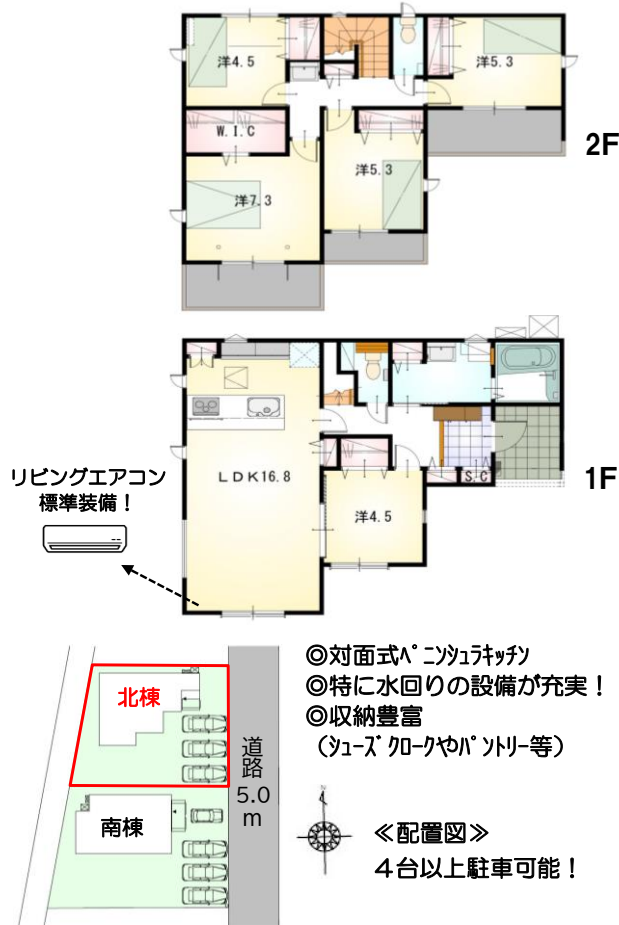 洋4.5
洋5.3
W.I.C
洋5.3
洋7.3
2F
LDK16.8
S.C
洋4.5
1F
リビングエアコン
標準装備！
◎対面式ﾍﾟﾆﾝｼｭﾗｷｯﾁﾝ
◎特に水回りの設備が充実！
◎収納豊富
（ｼｭｰｽﾞｸﾛｰｸやﾊﾟﾝﾄﾘｰ等）
北棟
南棟
道路
5.0
m
N
≪配置図≫
４台以上駐車可能！